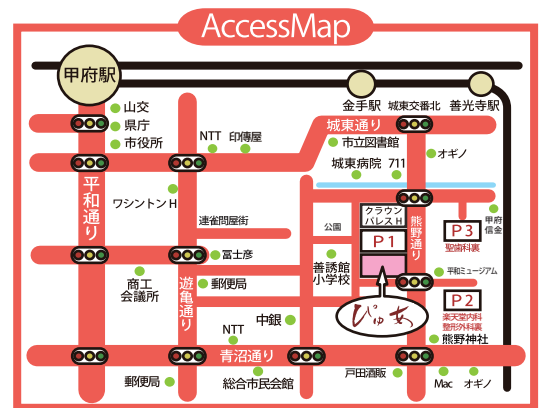 AccessMap
甲府駅
金手駅
城東交番北
善光寺駅
山交
県庁
市役所
NTT
印傳屋
城東通り
市立図書館
オギノ
城東病院
711
平和通り
ワシントンH
連雀問屋街
公園
クラウン
パレスH
熊野通り
甲府
信金
P1
P3
聖歯科裏
富士彦
商工
会議所
遊亀通り
郵便局
善誘館
小学校
平和ミュージアム
P2
楽天堂内科
整形外科裏
ぴゅあ
中銀
NTT
熊野神社
青沼通り
郵便局
総合市民会館
戸田酒販
Mac
オギノ